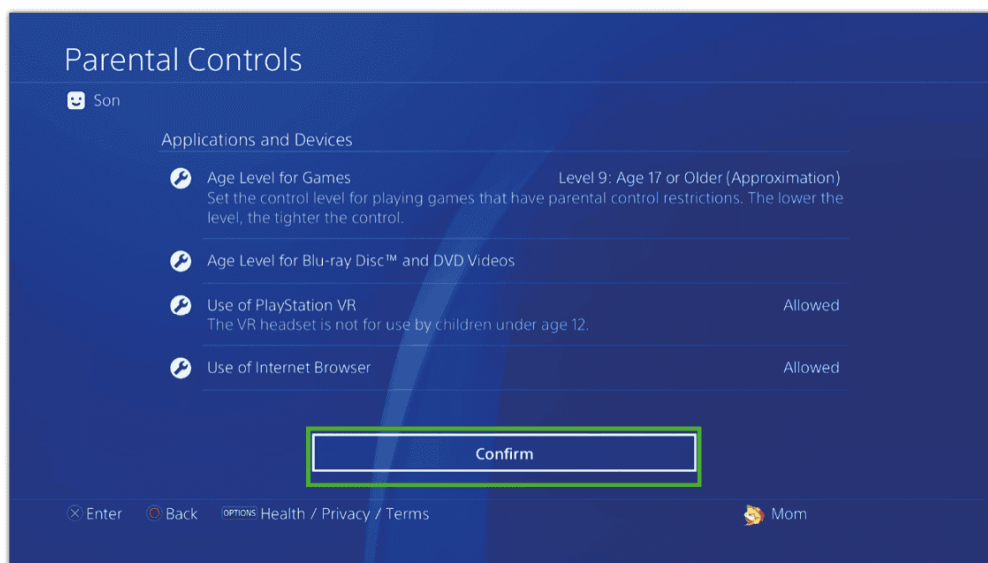 Parental Controls
Son
Applications and Devices
Age Level for Games Level 9: Age 17 or Older (Approximation)
Set the control level for playing games that have parental control restrictions. The lower the
level, the tighter the control.
Age Level for Blu-ray Disc™ and DVD Videos
Use of PlayStation VR Allowed
The VR headset is not for use by children under age 12.
Use of Internet Browser Allowed
Confirm
Enter Back OPTIONS Health / Privacy / Terms Mom